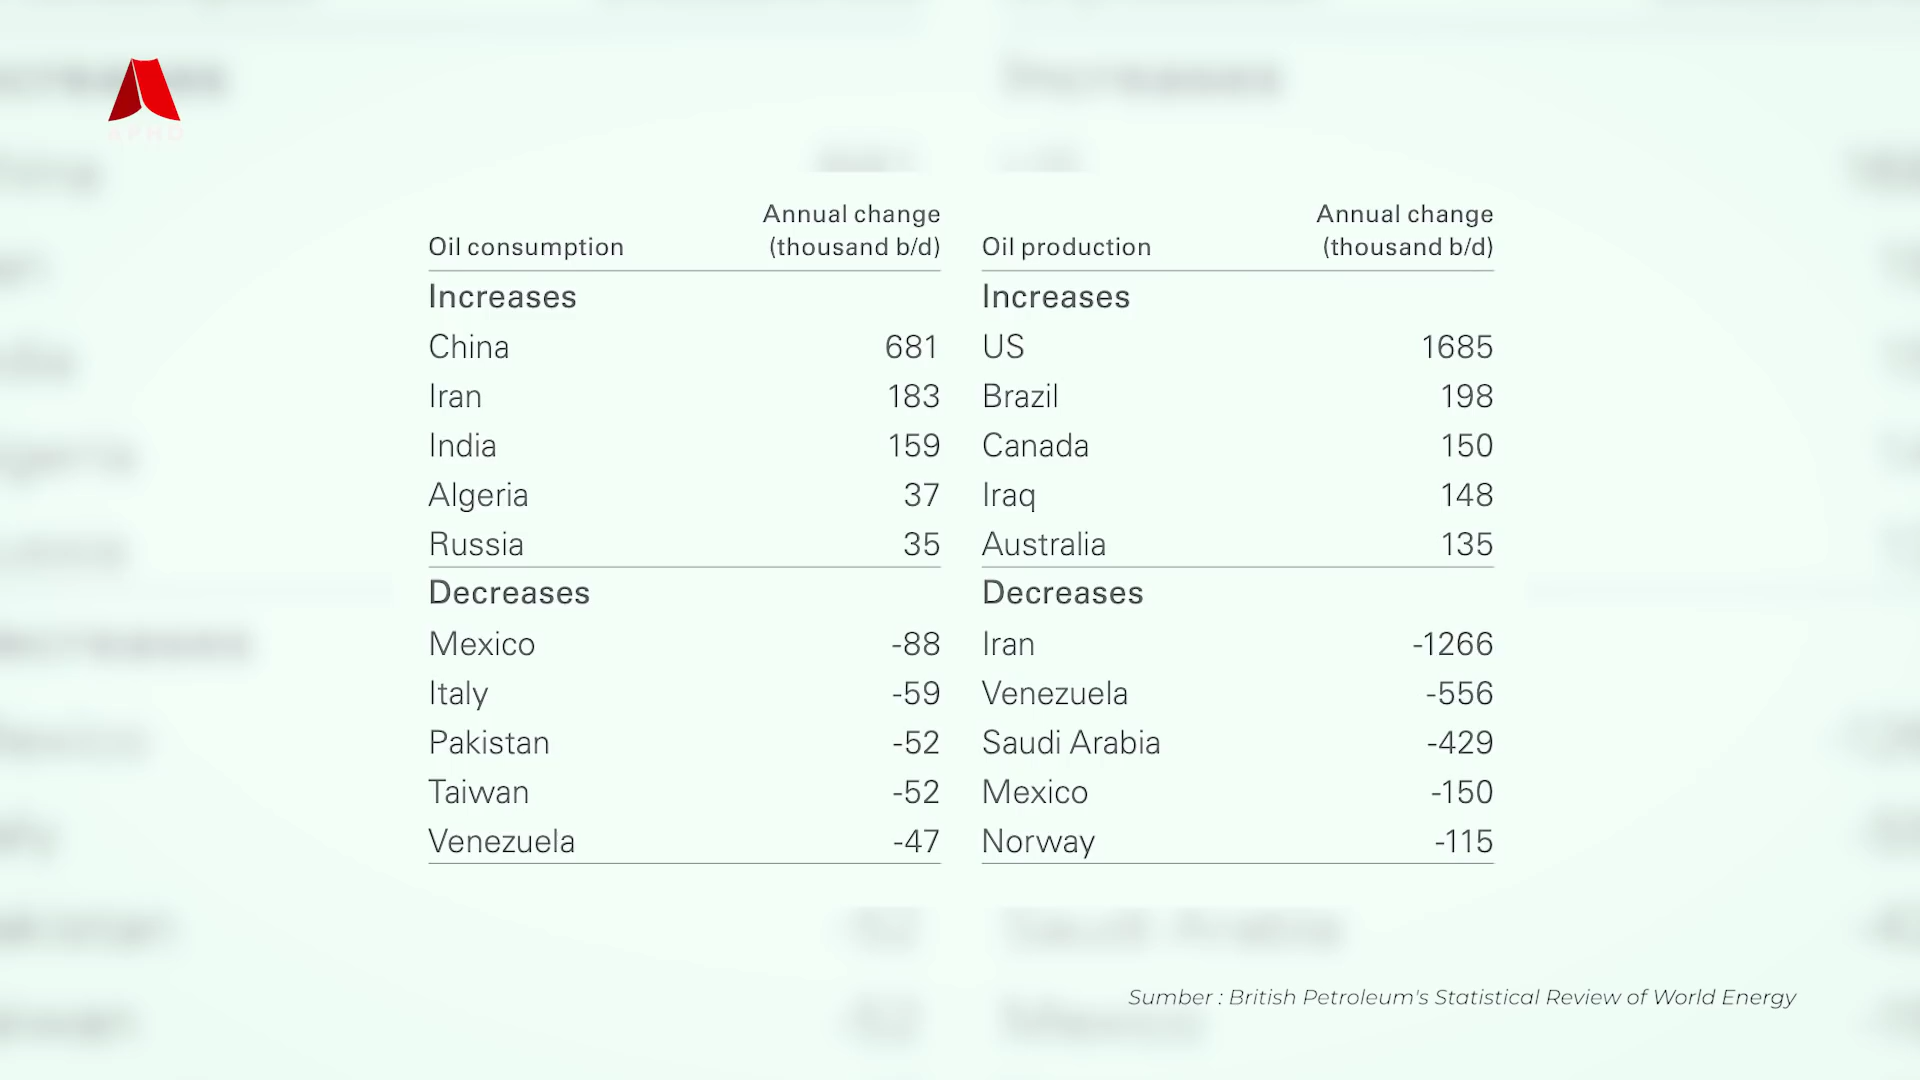 Oil consumption Annual change (thousand b/d)
Increases
China 681
Iran 183
India 159
Algeria 37
Russia 35
Decreases
Mexico -88
Italy -59
Pakistan -52
Taiwan -52
Venezuela -47
Oil production Annual change (thousand b/d)
Increases
US 1685
Brazil 198
Canada 150
Iraq 148
Australia 135
Decreases
Iran -1266
Venezuela -556
Saudi Arabia -429
Mexico -150
Norway -115
Sumber : British Petroleum's Statistical Review of World Energy